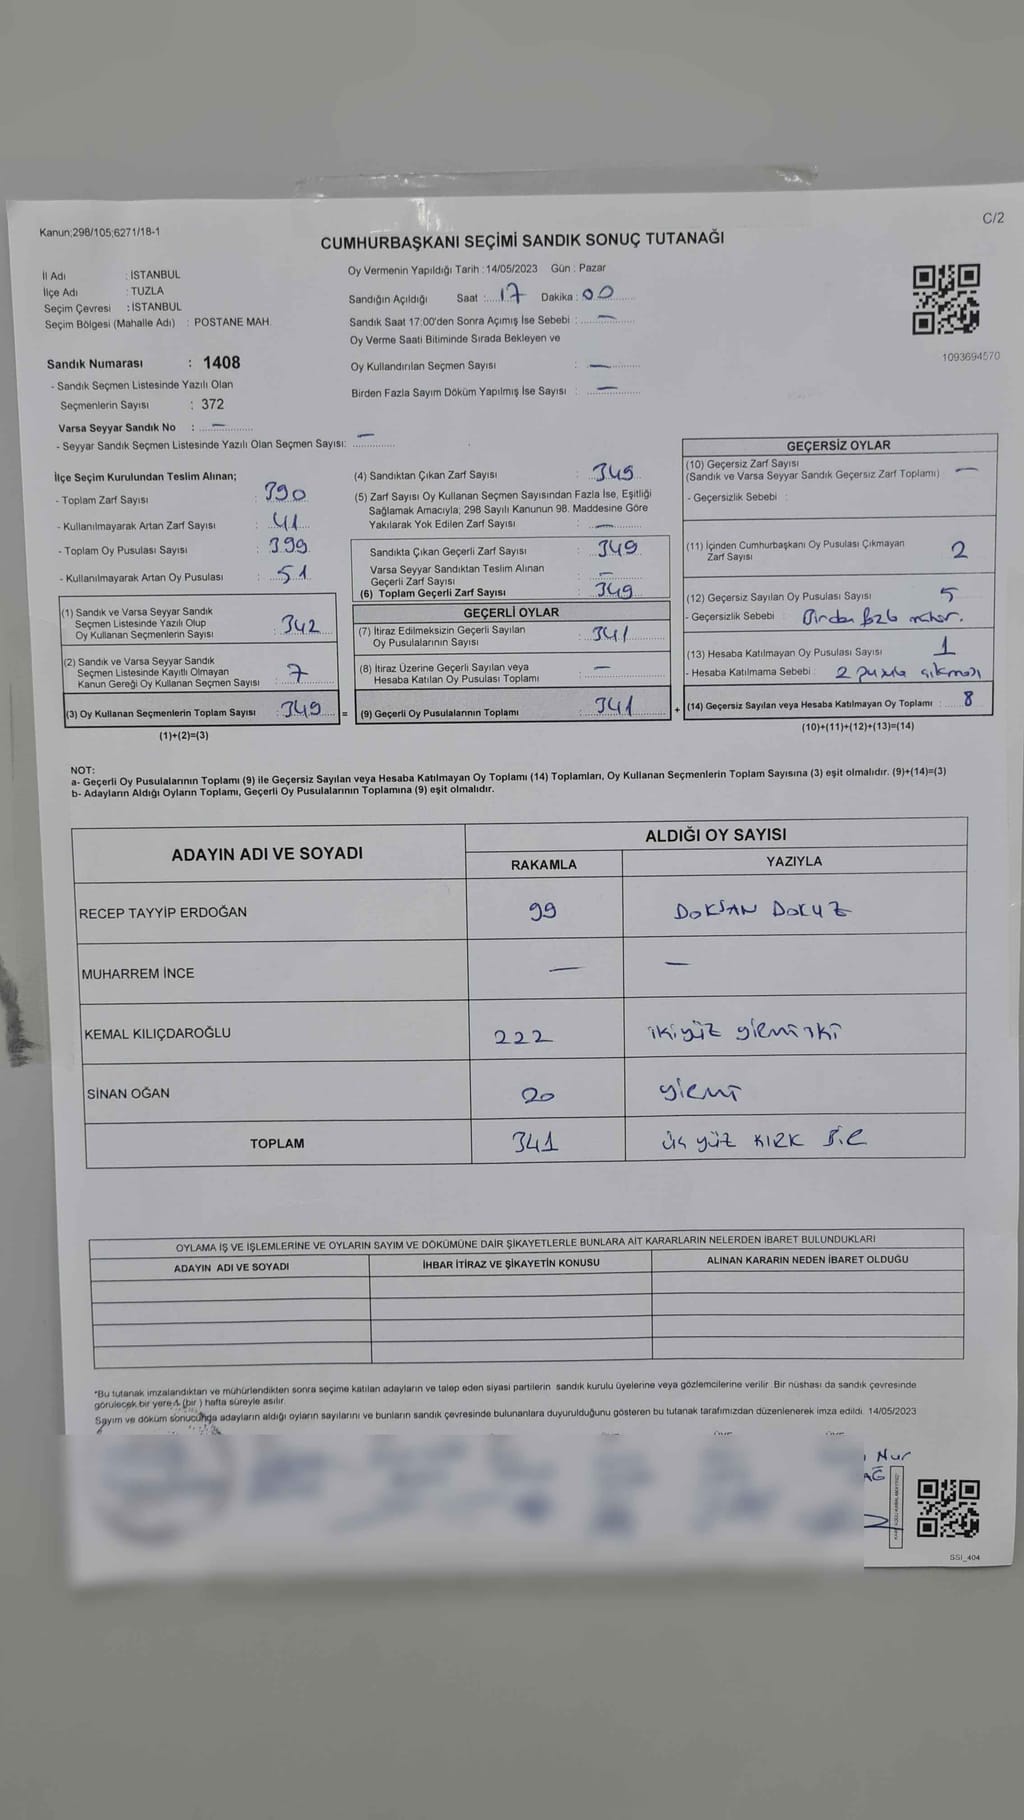 C/2
Kanun;298/105;6271/18-1
CUMHURBAŞKANI SEÇİMİ SANDIK SONUÇ TUTANAĞI
İl Adı : İSTANBUL
İlçe Adı : TUZLA
Seçim Çevresi : İSTANBUL
Seçim Bölgesi (Mahalle Adı) : POSTANE MAH.
Sandık Numarası : 1408
- Sandık Seçmen Listesinde Yazılı Olan
Seçmenlerin Sayısı : 372
Varsa Seyyar Sandık No : —
- Seyyar Sandık Seçmen Listesinde Yazılı Olan Seçmen Sayısı: —
Oy Vermenin Yapıldığı Tarih : 14/05/2023 Gün : Pazar
Sandığın Açıldığı Saat : 17 Dakika : 00
Sandık Saat 17:00'den Sonra Açımış İse Sebebi : —
Oy Verme Saati Bitiminde Sırada Bekleyen ve
Oy Kullandırılan Seçmen Sayısı : —
Birden Fazla Sayım Döküm Yapılmış İse Sayısı : —
1093694570
İlçe Seçim Kurulundan Teslim Alınan;
- Toplam Zarf Sayısı : 390
- Kullanılmayarak Artan Zarf Sayısı : 41
- Toplam Oy Pusulası Sayısı : 399
- Kullanılmayarak Artan Oy Pusulası : 51
(1) Sandık ve Varsa Seyyar Sandık
Seçmen Listesinde Yazılı Olup
Oy Kullanan Seçmenlerin Sayısı : 342
(2) Sandık ve Varsa Seyyar Sandık
Seçmen Listesinde Kayıtlı Olmayan
Kanun Gereği Oy Kullanan Seçmen Sayısı : 7
(3) Oy Kullanan Seçmenlerin Toplam Sayısı : 349 =
(1)+(2)=(3)
(4) Sandıktan Çıkan Zarf Sayısı : 349
(5) Zarf Sayısı Oy Kullanan Seçmen Sayısından Fazla İse, Eşitliği
Sağlamak Amacıyla; 298 Sayılı Kanunun 98. Maddesine Göre
Yakılarak Yok Edilen Zarf Sayısı : —
Sandıkta Çıkan Geçerli Zarf Sayısı : 349
Varsa Seyyar Sandıktan Teslim Alınan
Geçerli Zarf Sayısı : —
(6) Toplam Geçerli Zarf Sayısı : 349
GEÇERLİ OYLAR
(7) İtiraz Edilmeksizin Geçerli Sayılan
Oy Pusulalarının Sayısı : 341
(8) İtiraz Üzerine Geçerli Sayılan veya
Hesaba Katılan Oy Pusulası Toplamı : —
(9) Geçerli Oy Pusulalarının Toplamı : 341 +
GEÇERSİZ OYLAR
(10) Geçersiz Zarf Sayısı
(Sandık ve Varsa Seyyar Sandık Geçersiz Zarf Toplamı) —
- Geçersizlik Sebebi :
(11) İçinden Cumhurbaşkanı Oy Pusulası Çıkmayan
Zarf Sayısı 2
(12) Geçersiz Sayılan Oy Pusulası Sayısı 5
- Geçersizlik Sebebi : Birden fazla mühür.
(13) Hesaba Katılmayan Oy Pusulası Sayısı 1
- Hesaba Katılmama Sebebi : 2 pusula çıkması
(14) Geçersiz Sayılan veya Hesaba Katılmayan Oy Toplamı : 8
(10)+(11)+(12)+(13)=(14)
NOT:
a- Geçerli Oy Pusulalarının Toplamı (9) ile Geçersiz Sayılan veya Hesaba Katılmayan Oy Toplamı (14) Toplamları, Oy Kullanan Seçmenlerin Toplam Sayısına (3) eşit olmalıdır. (9)+(14)=(3)
b- Adayların Aldığı Oyların Toplamı, Geçerli Oy Pusulalarının Toplamına (9) eşit olmalıdır.
ADAYIN ADI VE SOYADI
ALDIĞI OY SAYISI
RAKAMLA YAZIYLA
RECEP TAYYİP ERDOĞAN 99 DOKSAN DOKUZ
MUHARREM İNCE — —
KEMAL KILIÇDAROĞLU 222 ikiyüz yirmi iki
SİNAN OĞAN 20 yirmi
TOPLAM 341 üç yüz KIRK Bir
OYLAMA İŞ VE İŞLEMLERİNE VE OYLARIN SAYIM VE DÖKÜMÜNE DAİR ŞİKAYETLERLE BUNLARA AİT KARARLARIN NELERDEN İBARET BULUNDUKLARI
ADAYIN ADI VE SOYADI İHBAR İTİRAZ VE ŞİKAYETİN KONUSU ALINAN KARARIN NEDEN İBARET OLDUĞU
*Bu tutanak imzalandıktan ve mühürlendikten sonra seçime katılan adayların ve talep eden siyasi partilerin sandık kurulu üyelerine veya gözlemcilerine verilir. Bir nüshası da sandık çevresinde
görülecek bir yere 1 (bir ) hafta süreyle asılır.
Sayım ve döküm sonucunda adayların aldığı oyların sayılarını ve bunların sandık çevresinde bulunanlara duyurulduğunu gösteren bu tutanak tarafımızdan düzenlenerek imza edildi. 14/05/2023
Nur
AĞ
SSI_404